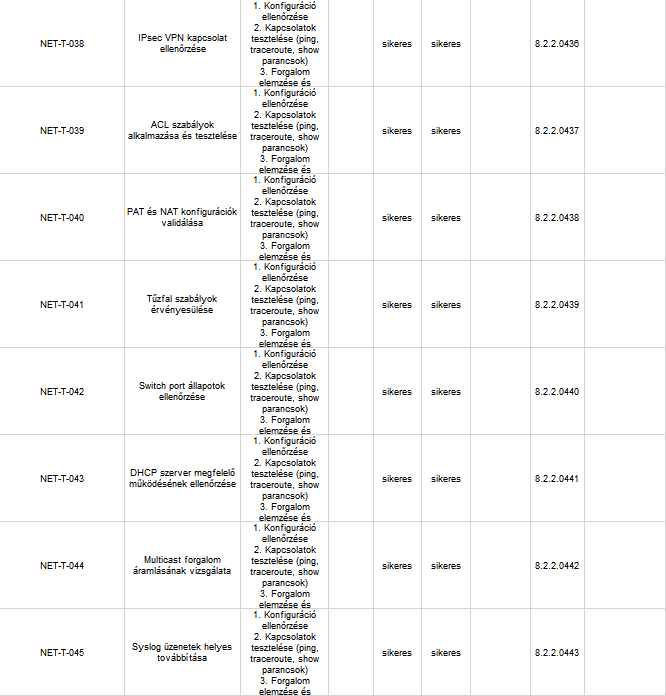 NET-T-038
IPsec VPN kapcsolat
ellenőrzése
1. Konfiguráció
ellenőrzése
2. Kapcsolatok
tesztelése (ping,
traceroute, show
parancsok)
3. Forgalom
elemzése és
sikeres
sikeres
8.2.2.0436
NET-T-039
ACL szabályok
alkalmazása és tesztelése
1. Konfiguráció
ellenőrzése
2. Kapcsolatok
tesztelése (ping,
traceroute, show
parancsok)
3. Forgalom
elemzése és
sikeres
sikeres
8.2.2.0437
NET-T-040
PAT és NAT konfigurációk
validálása
1. Konfiguráció
ellenőrzése
2. Kapcsolatok
tesztelése (ping,
traceroute, show
parancsok)
3. Forgalom
elemzése és
sikeres
sikeres
8.2.2.0438
NET-T-041
Tűzfal szabályok
érvényesülése
1. Konfiguráció
ellenőrzése
2. Kapcsolatok
tesztelése (ping,
traceroute, show
parancsok)
3. Forgalom
elemzése és
sikeres
sikeres
8.2.2.0439
NET-T-042
Switch port állapotok
ellenőrzése
1. Konfiguráció
ellenőrzése
2. Kapcsolatok
tesztelése (ping,
traceroute, show
parancsok)
3. Forgalom
elemzése és
sikeres
sikeres
8.2.2.0440
NET-T-043
DHCP szerver megfelelő
működésének ellenőrzése
1. Konfiguráció
ellenőrzése
2. Kapcsolatok
tesztelése (ping,
traceroute, show
parancsok)
3. Forgalom
elemzése és
sikeres
sikeres
8.2.2.0441
NET-T-044
Multicast forgalom
áramlásának vizsgálata
1. Konfiguráció
ellenőrzése
2. Kapcsolatok
tesztelése (ping,
traceroute, show
parancsok)
3. Forgalom
elemzése és
sikeres
sikeres
8.2.2.0442
NET-T-045
Syslog üzenetek helyes
továbbítása
1. Konfiguráció
ellenőrzése
2. Kapcsolatok
tesztelése (ping,
traceroute, show
parancsok)
3. Forgalom
elemzése és
sikeres
sikeres
8.2.2.0443